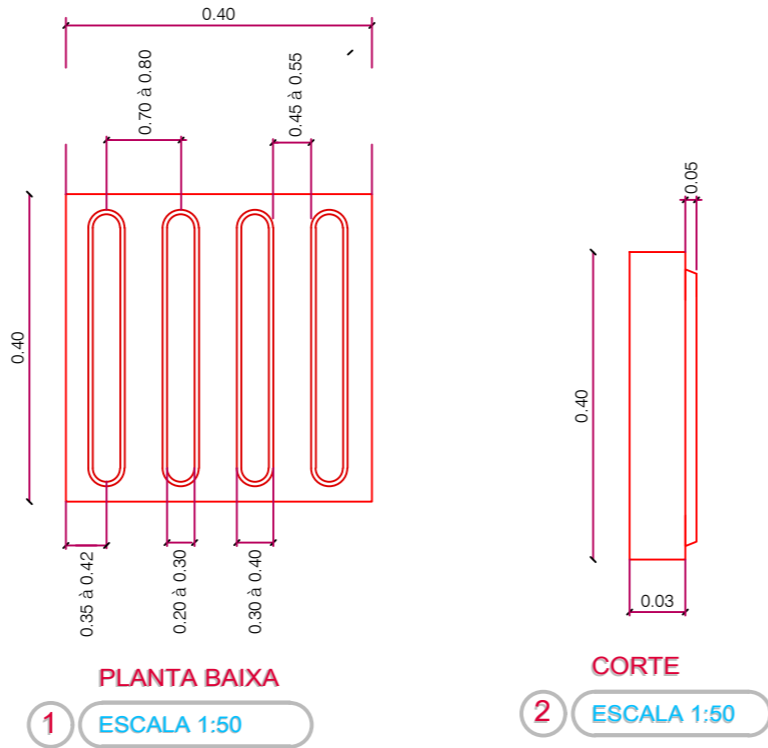 0.40
0.70 à 0.80
0.45 à 0.55
0.40
0.35 à 0.42
0.20 à 0.30
0.30 à 0.40
PLANTA BAIXA
1 ESCALA 1:50
0.05
0.40
0.03
CORTE
2 ESCALA 1:50